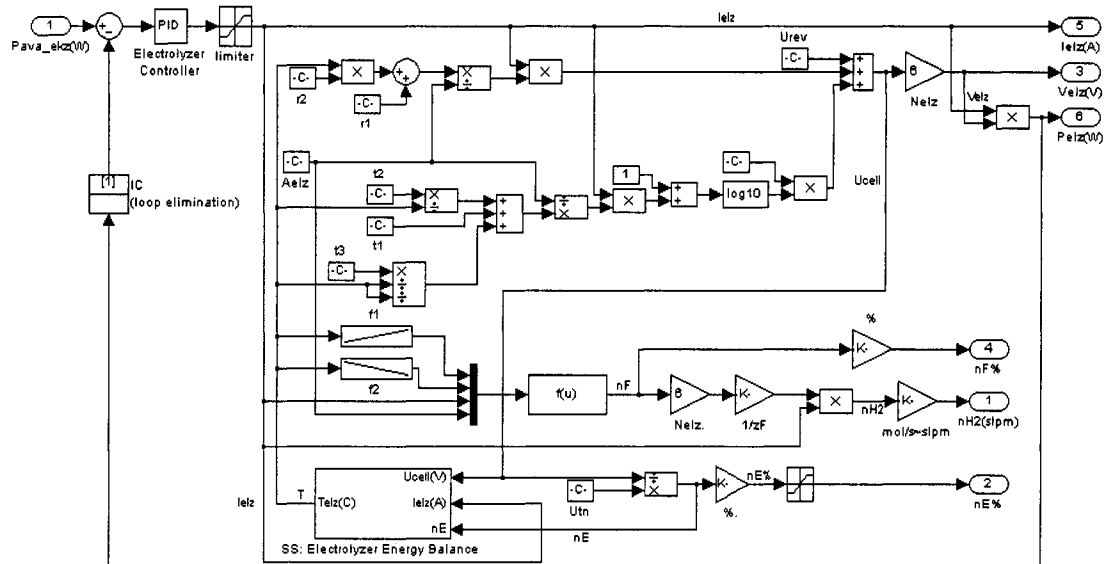 Ielz
1
Pava_ekz(W)
PID
Electrolyzer
Controller
limiter
5
Ielz(A)
Urev
-C-
6
Nelz
3
Velz(V)
Velz
6
Pelz(W)
-C-
r2
-C-
r1
-C-
Aelz
[1]
IC
(loop elimination)
t2
-C-
-C-
t1
1
log10
-C-
Ucell
t3
-C-
f1
f2
f(u)
nF
%
K-
4
nF%
6
Nelz.
K-
1/zF
nH2
K-
mol/s~slpm
1
nH2(slpm)
Ielz
T
Telz(C)
Ucell(V)
Ielz(A)
nE
SS: Electrolyzer Energy Balance
-C-
Utn
nE
K-
%.
nE%
2
nE%